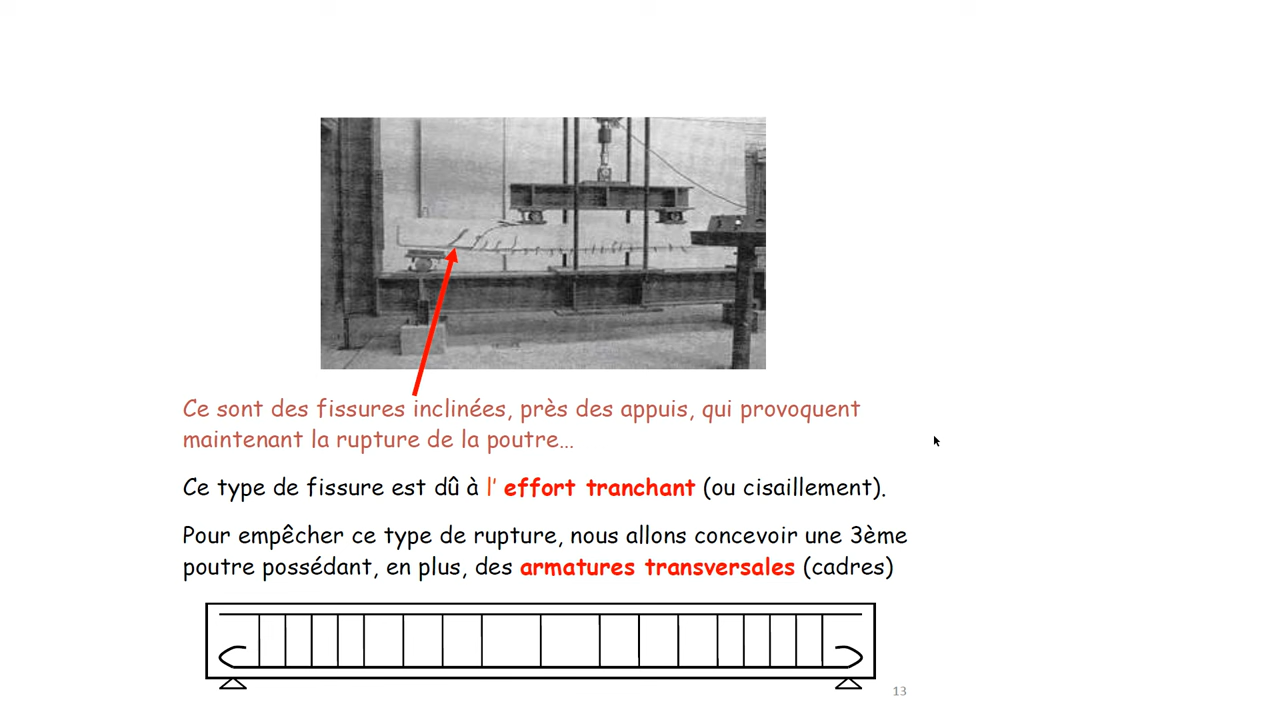 Ce sont des fissures inclinées, près des appuis, qui provoquent
maintenant la rupture de la poutre...
Ce type de fissure est dû à l' effort tranchant (ou cisaillement).
Pour empêcher ce type de rupture, nous allons concevoir une 3ème
poutre possédant, en plus, des armatures transversales (cadres)
13